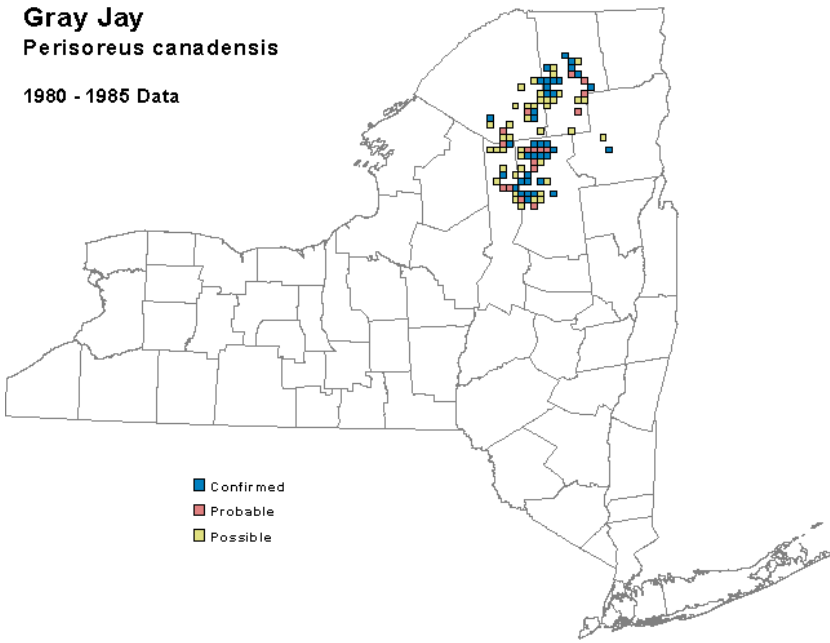 Gray Jay
Perisoreus canadensis
1980 - 1985 Data
Confirmed
Probable
Possible